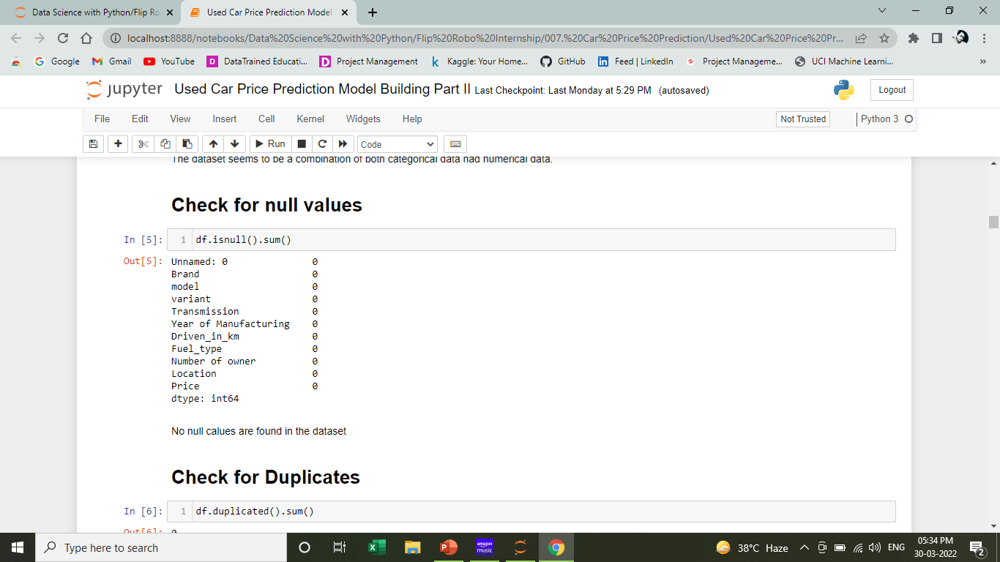 Data Science with Python/Flip Ro
Used Car Price Prediction Model
localhost:8888/notebooks/Data%20Science%20with%20Python/Flip%20Robo%20Internship/007.%20Car%20Price%20Prediction/Used%20Car%20Price%20Pr...
Google Gmail YouTube D DataTrained Educati... D Project Management k Kaggle: Your Home... GitHub in Feed | LinkedIn Project Manageme... UCI Machine Learni... »
jupyter Used Car Price Prediction Model Building Part II Last Checkpoint: Last Monday at 5:29 PM (autosaved) Logout
File Edit View Insert Cell Kernel Widgets Help Not Trusted Python 3
Run Code
The dataset seems to be a combination of both categorical data nad numerical data.
Check for null values
In [5]: 1 df.isnull().sum()
Out[5]: Unnamed: 0 0
Brand 0
model 0
variant 0
Transmission 0
Year of Manufacturing 0
Driven_in_km 0
Fuel_type 0
Number of owner 0
Location 0
Price 0
dtype: int64
No null calues are found in the dataset
Check for Duplicates
In [6]: 1 df.duplicated().sum()
Out[6]: 0
Type here to search amazon music 38°C Haze ENG 05:34 PM
30-03-2022 2